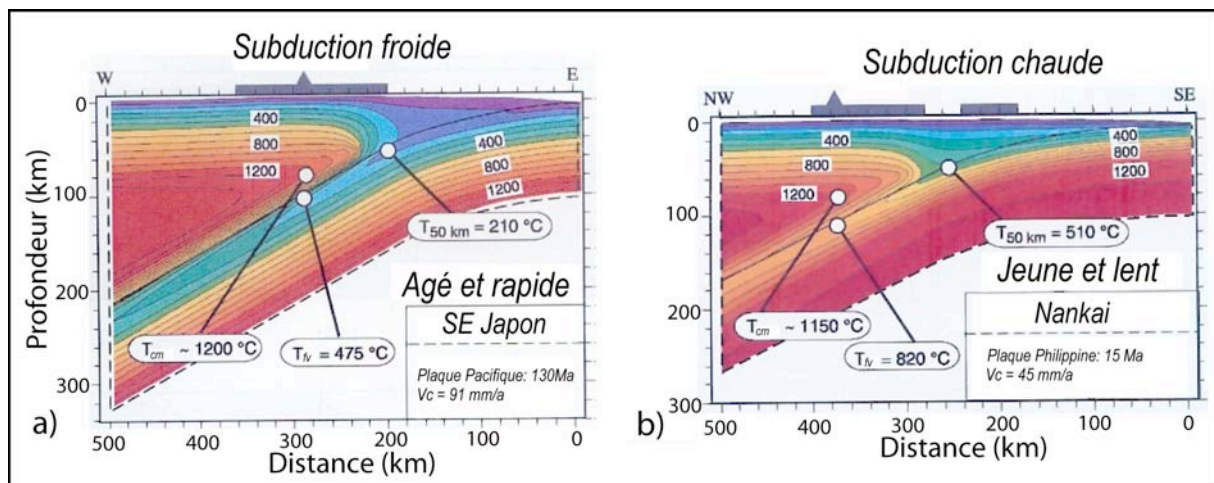 Subduction froide
W
E
0
100
200
300
Profondeur (km)
400
800
1200
400
800
1200
T50 km = 210 °C
Tcm ~ 1200 °C
Tfv = 475 °C
Agé et rapide
SE Japon
Plaque Pacifique: 130Ma
Vc = 91 mm/a
a)
500
400
300
200
100
0
Distance (km)
Subduction chaude
NW
SE
0
100
200
300
400
800
1200
400
800
1200
T50 km = 510 °C
Tcm ~ 1150 °C
Tfv = 820 °C
Jeune et lent
Nankai
Plaque Philippine: 15 Ma
Vc = 45 mm/a
b)
500
400
300
200
100
0
Distance (km)